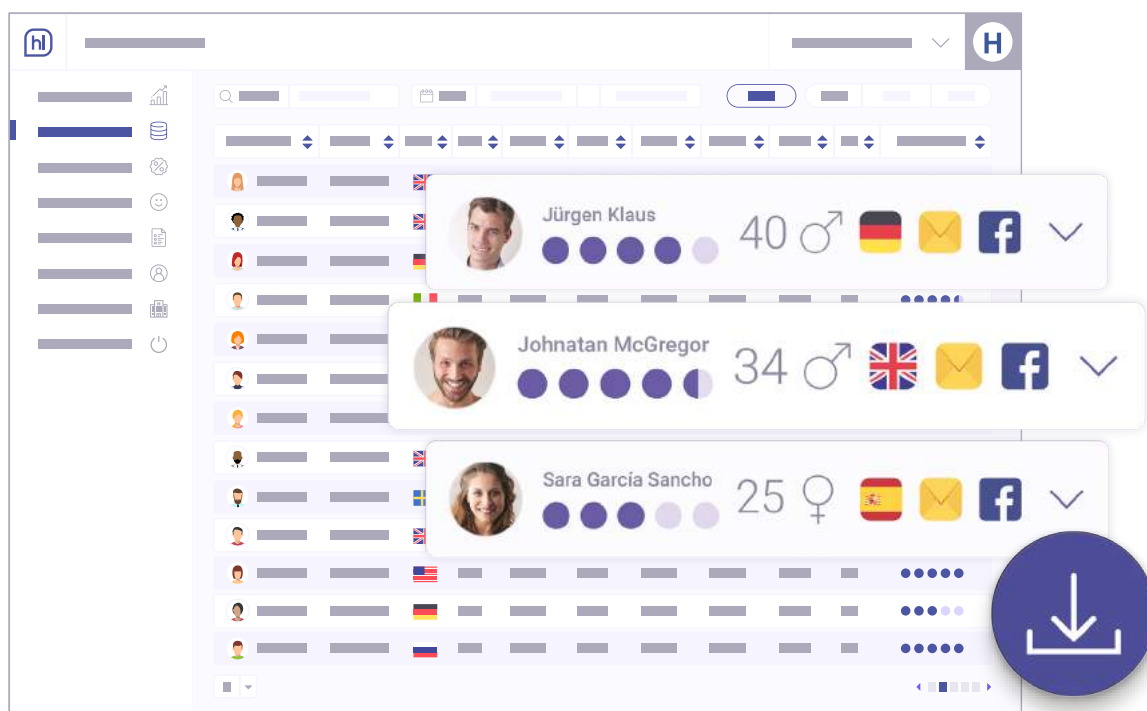 hl
H
Jürgen Klaus
40
Johnatan McGregor
34
Sara García Sancho
25